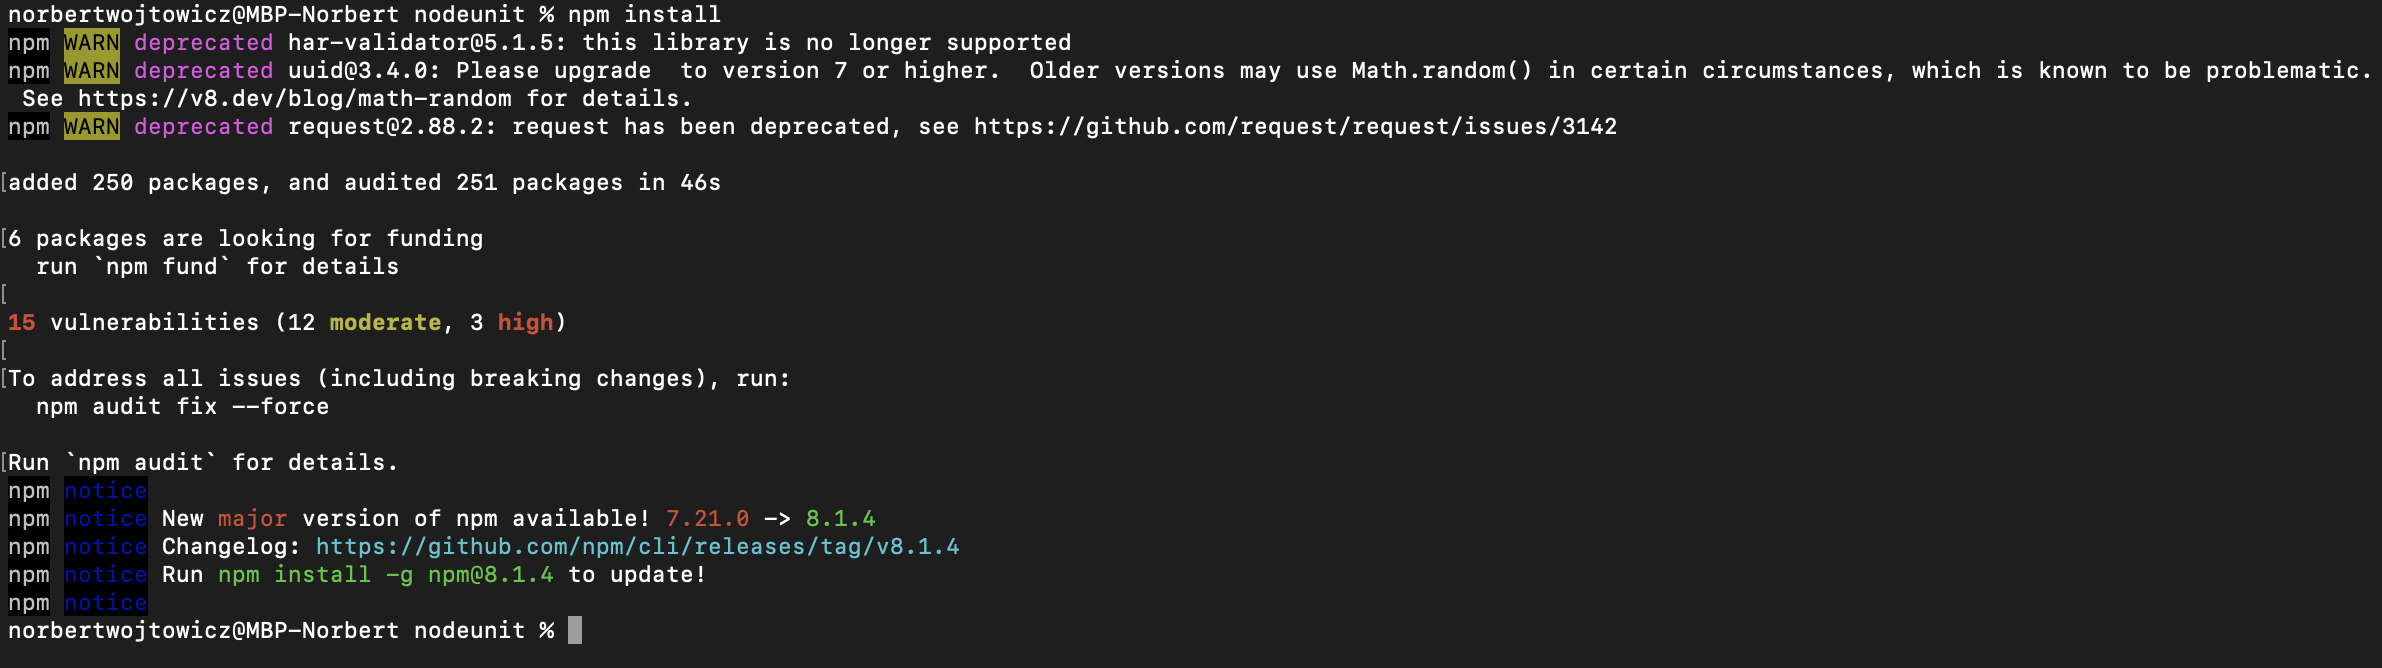 norbertwojtowicz@MBP-Norbert nodeunit % npm install
npm WARN deprecated har-validator@5.1.5: this library is no longer supported
npm WARN deprecated uuid@3.4.0: Please upgrade  to version 7 or higher.  Older versions may use Math.random() in certain circumstances, which is known to be problematic.
 See https://v8.dev/blog/math-random for details.
npm WARN deprecated request@2.88.2: request has been deprecated, see https://github.com/request/request/issues/3142
[added 250 packages, and audited 251 packages in 46s
[6 packages are looking for funding
  run `npm fund` for details
[
15 vulnerabilities (12 moderate, 3 high)
[
[To address all issues (including breaking changes), run:
  npm audit fix --force
[Run `npm audit` for details.
npm notice
npm notice New major version of npm available! 7.21.0 -> 8.1.4
npm notice Changelog: https://github.com/npm/cli/releases/tag/v8.1.4
npm notice Run npm install -g npm@8.1.4 to update!
npm notice
norbertwojtowicz@MBP-Norbert nodeunit %